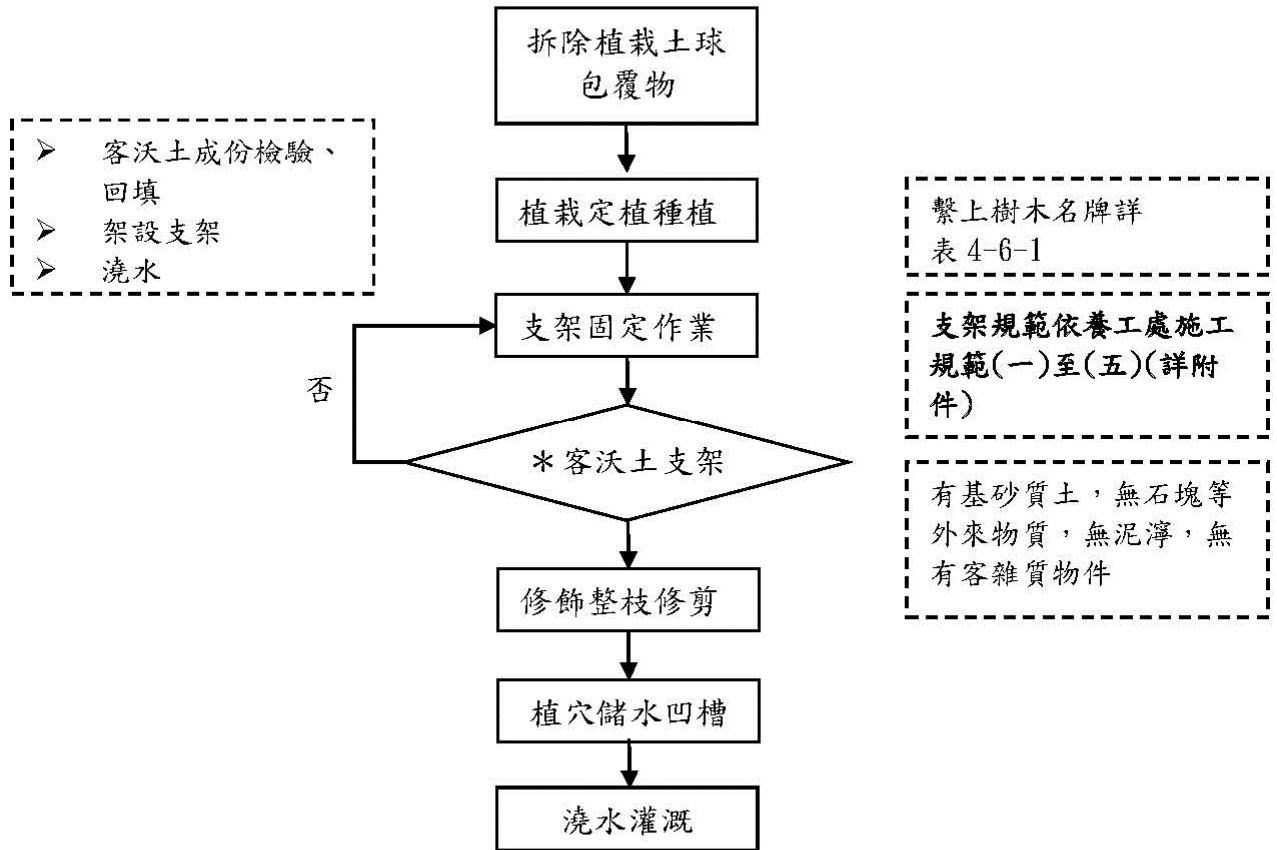 拆除植栽土球
包覆物
➢ 客沃土成份檢驗、
回填
➢ 架設支架
➢ 澆水
植栽定植種植
繫上樹木名牌詳
表 4-6-1
支架固定作業
支架規範依養工處施工
規範(一)至(五)(詳附
件)
否
＊客沃土支架
有基砂質土，無石塊等
外來物質，無泥濘，無
有客雜質物件
修飾整枝修剪
植穴儲水凹槽
澆水灌溉